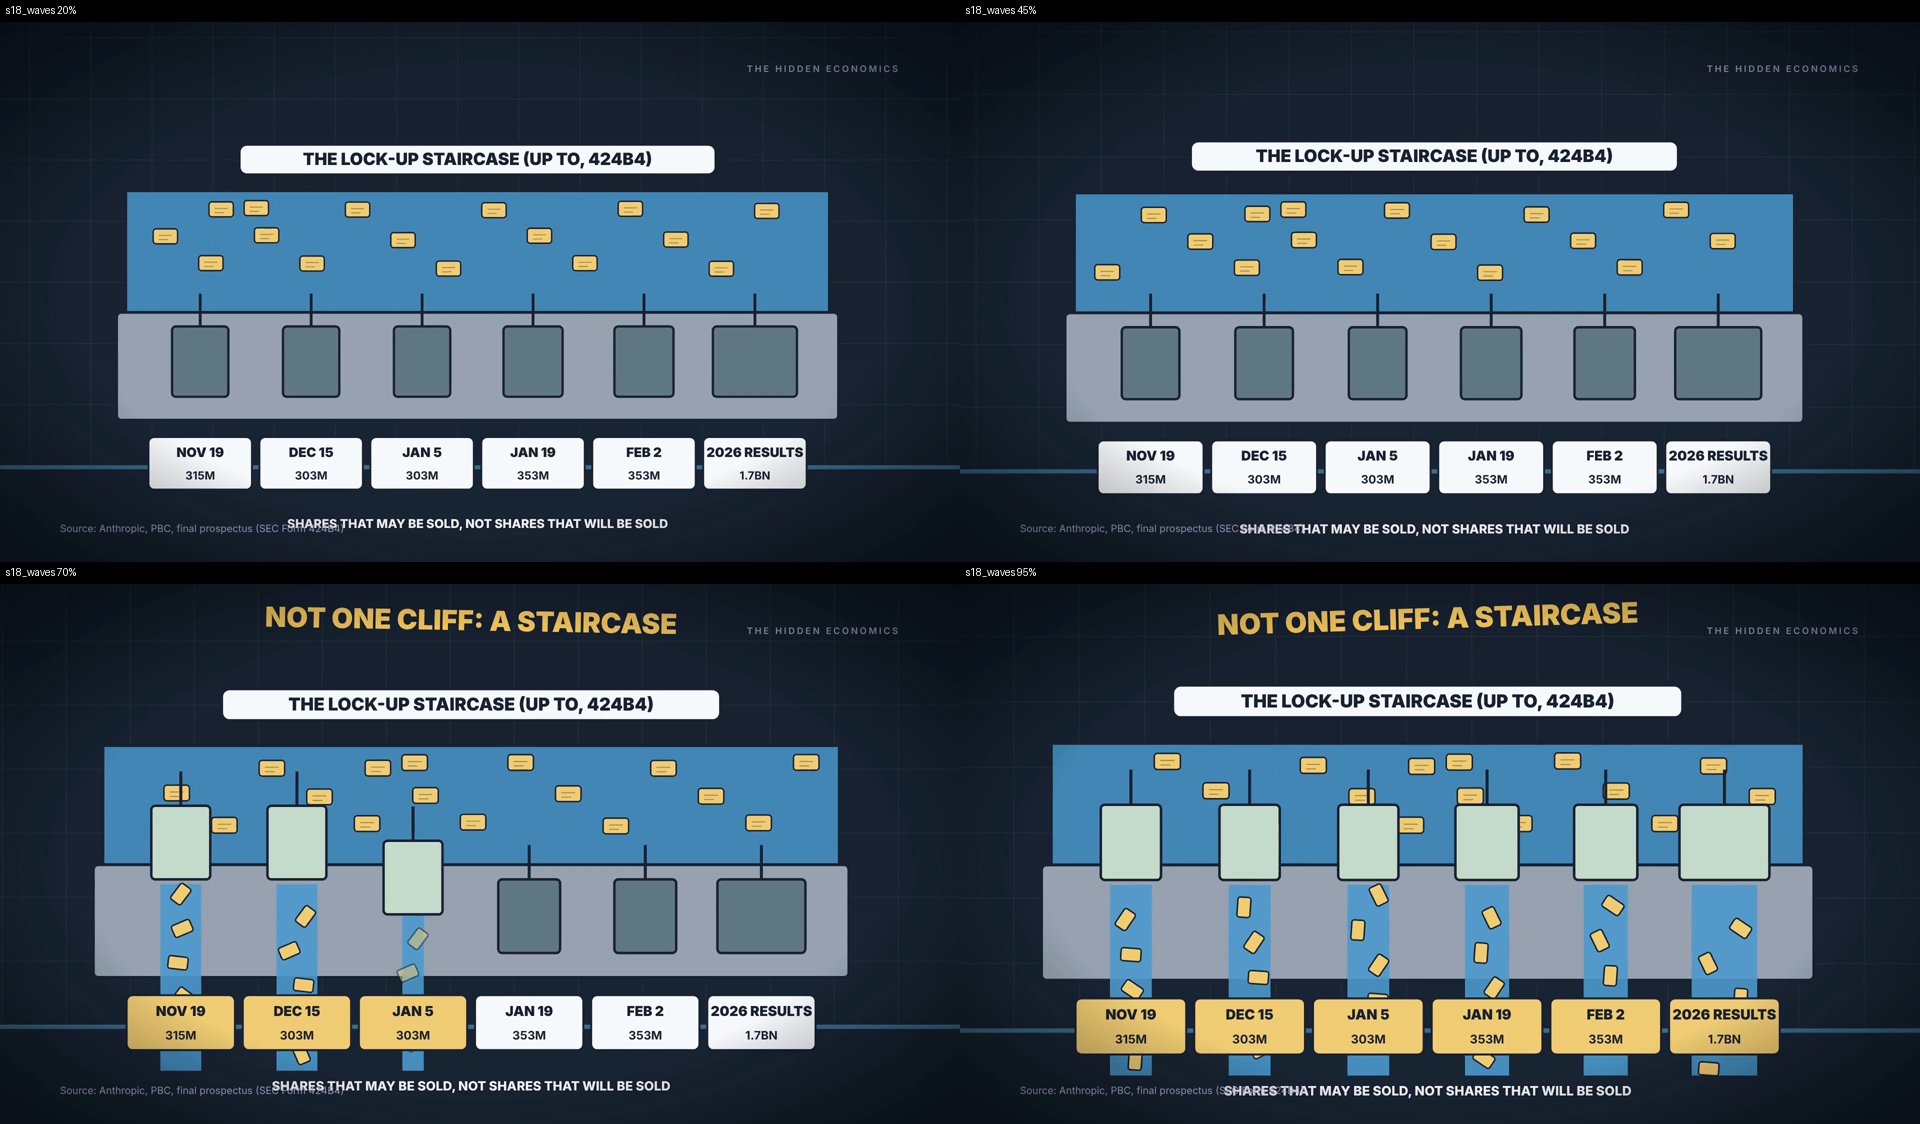 s18_waves 20%
THE HIDDEN ECONOMICS
THE LOCK-UP STAIRCASE (UP TO, 424B4)
NOV 19
315M
DEC 15
303M
JAN 5
303M
JAN 19
353M
FEB 2
353M
2026 RESULTS
1.7BN
SHARES THAT MAY BE SOLD, NOT SHARES THAT WILL BE SOLD
Source: Anthropic, PBC, final prospectus (SEC Form 424B4)
s18_waves 45%
THE HIDDEN ECONOMICS
THE LOCK-UP STAIRCASE (UP TO, 424B4)
NOV 19
315M
DEC 15
303M
JAN 5
303M
JAN 19
353M
FEB 2
353M
2026 RESULTS
1.7BN
Source: Anthropic, PBC, final prospectus (SEC
SHARES THAT MAY BE SOLD, NOT SHARES THAT WILL BE SOLD
s18_waves 70%
NOT ONE CLIFF: A STAIRCASE
THE HIDDEN ECONOMICS
THE LOCK-UP STAIRCASE (UP TO, 424B4)
NOV 19
315M
DEC 15
303M
JAN 5
303M
JAN 19
353M
FEB 2
353M
2026 RESULTS
1.7BN
SHARES THAT MAY BE SOLD, NOT SHARES THAT WILL BE SOLD
Source: Anthropic, PBC, final prospectus (SEC Form 424B4)
s18_waves 95%
NOT ONE CLIFF: A STAIRCASE
THE HIDDEN ECONOMICS
THE LOCK-UP STAIRCASE (UP TO, 424B4)
NOV 19
315M
DEC 15
303M
JAN 5
303M
JAN 19
353M
FEB 2
353M
2026 RESULTS
1.7BN
Source: Anthropic, PBC, final prospectus
SHARES THAT MAY BE SOLD, NOT SHARES THAT WILL BE SOLD